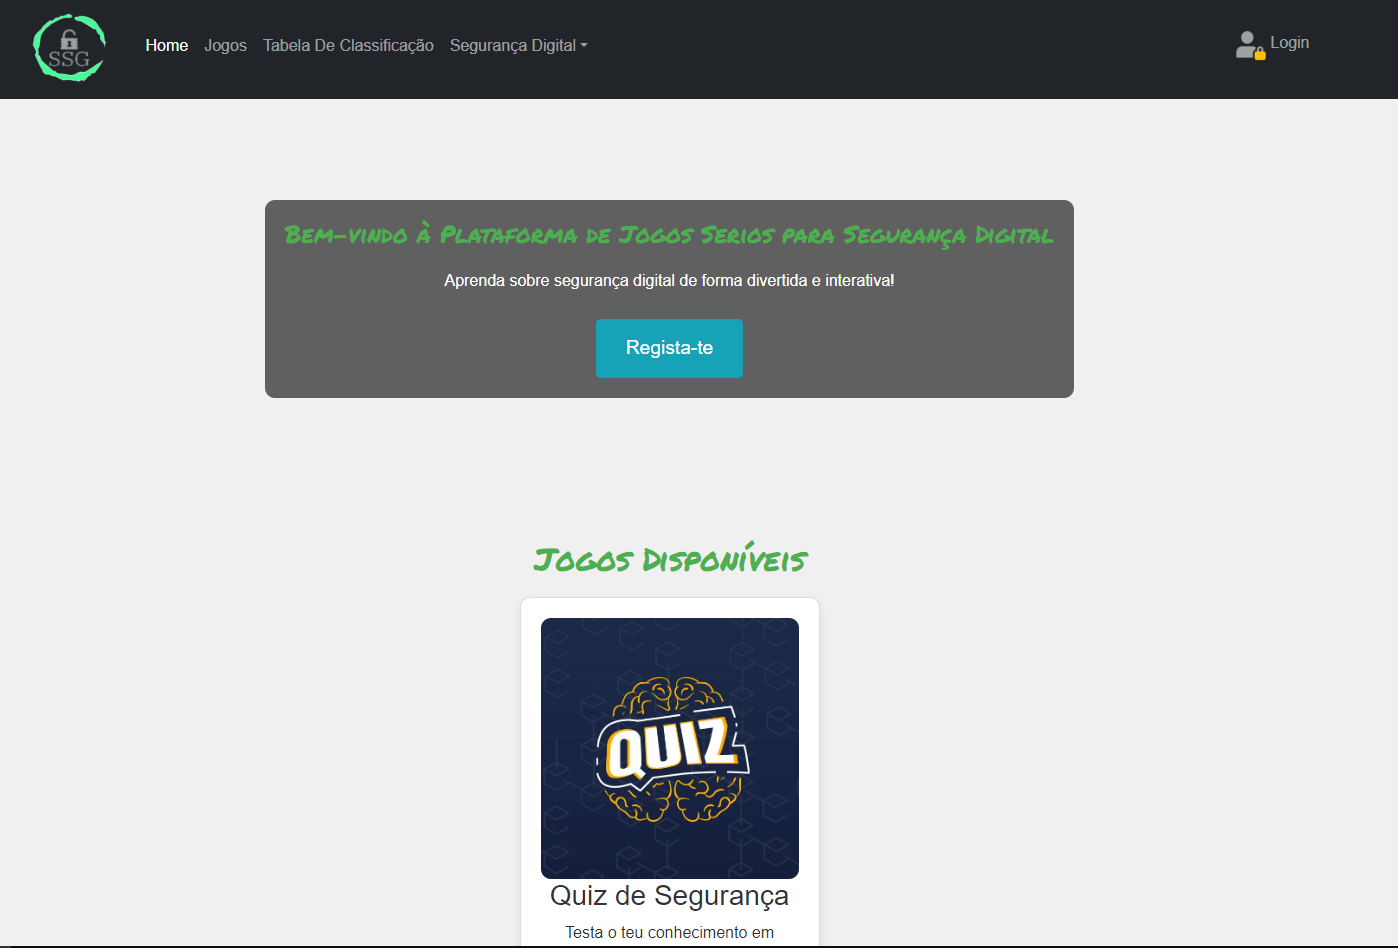 SSG
Home Jogos Tabela De Classificação Segurança Digital Login
Bem-vindo à Plataforma de Jogos Serios para Segurança Digital
Aprenda sobre segurança digital de forma divertida e interativa!
Regista-te
Jogos Disponíveis
QUIZ
Quiz de Segurança
Testa o teu conhecimento em